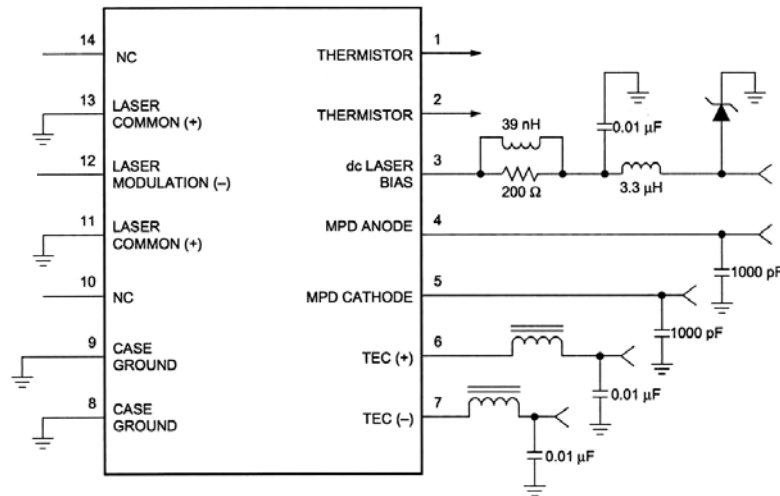 14
NC
13
LASER
COMMON (+)
12
LASER
MODULATION (–)
11
LASER
COMMON (+)
10
NC
9
CASE
GROUND
8
CASE
GROUND
1
THERMISTOR
2
THERMISTOR
3
dc LASER
BIAS
39 nH
200 Ω
0.01 μF
3.3 μH
4
MPD ANODE
1000 pF
5
MPD CATHODE
1000 pF
6
TEC (+)
0.01 μF
7
TEC (–)
0.01 μF